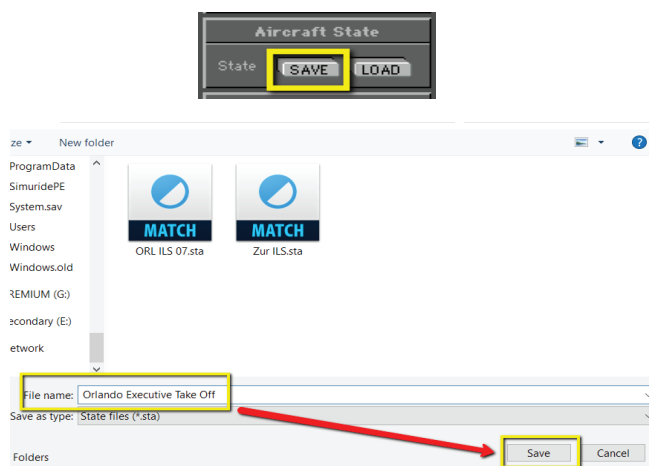 Aircraft State
State SAVE LOAD
ze New folder
ProgramData
SimuridePE
System.sav
Users
Windows
Windows.old
REMIUM (G:)
econdary (E:)
etwork
MATCH MATCH
ORL ILS 07.sta Zur ILS.sta
File name: Orlando Executive Take Off
Save as type: State files (*.sta)
Folders Save Cancel